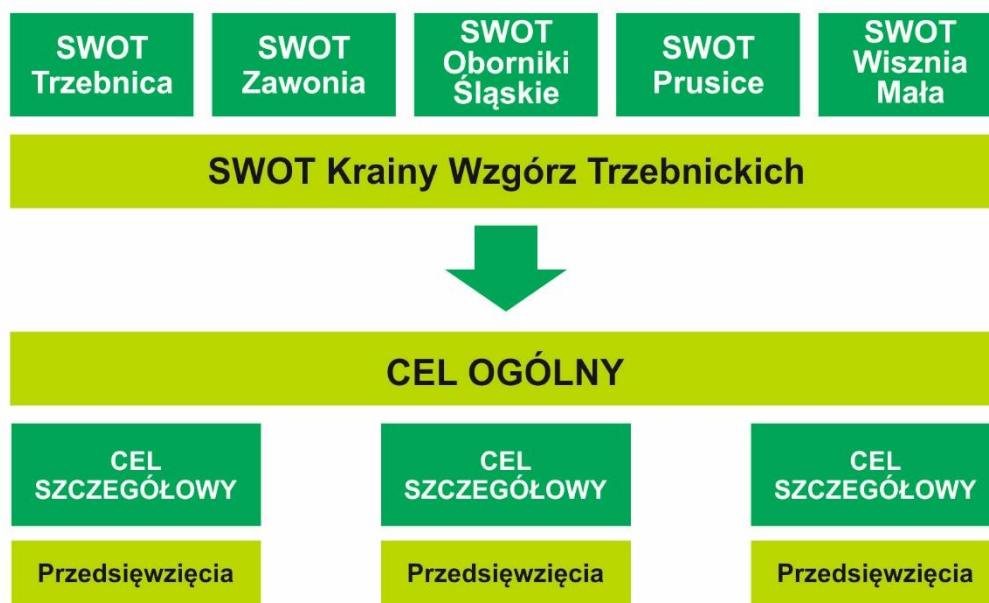 SWOT
Trzebnica
SWOT
Zawonia
SWOT
Oborniki
Śląskie
SWOT
Prusice
SWOT
Wisznia
Mała
SWOT Krainy Wzgórz Trzebnickich
CEL OGÓLNY
CEL
SZCZEGÓŁOWY
CEL
SZCZEGÓŁOWY
CEL
SZCZEGÓŁOWY
Przedsięwzięcia
Przedsięwzięcia
Przedsięwzięcia